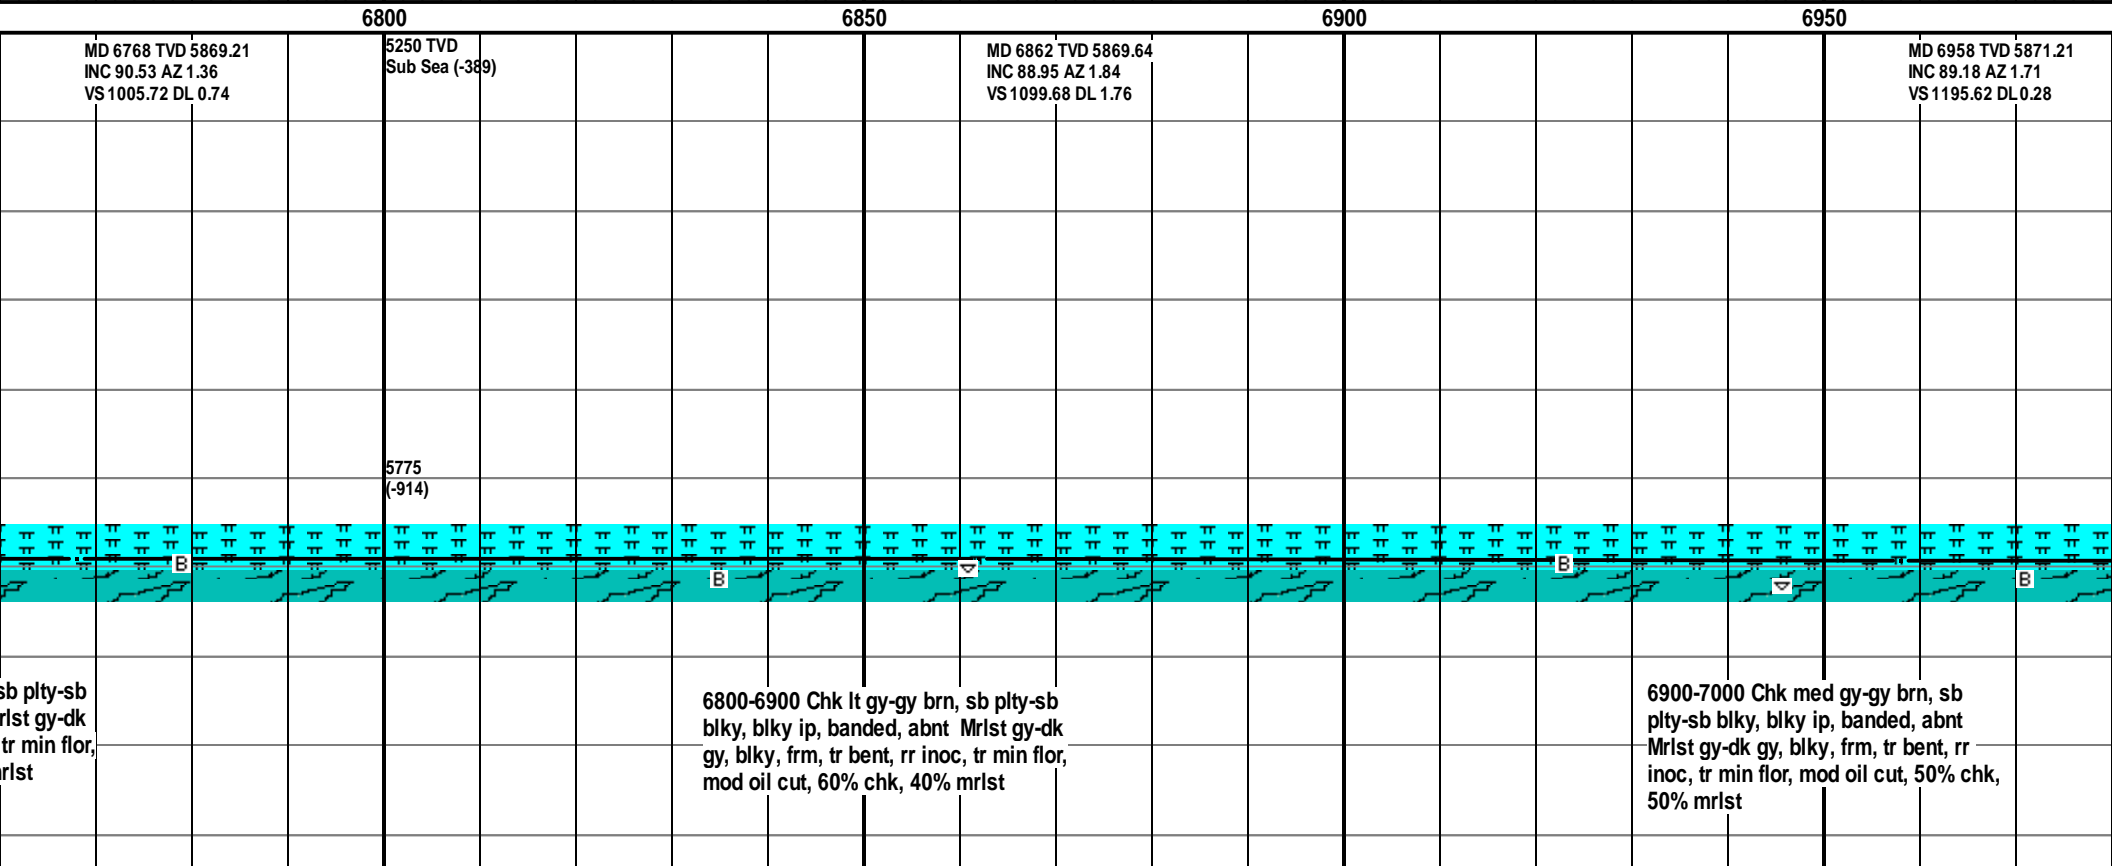 6800 6850 6900 6950
MD 6768 TVD 5869.21
INC 90.53 AZ 1.36
VS 1005.72 DL 0.74
5250 TVD
Sub Sea (-389)
MD 6862 TVD 5869.64
INC 88.95 AZ 1.84
VS 1099.68 DL 1.76
MD 6958 TVD 5871.21
INC 89.18 AZ 1.71
VS 1195.62 DL 0.28
5775
(-914)
B
B
B
B
sb plty-sb
rlst gy-dk
tr min flor,
rlst
6800-6900 Chk lt gy-gy brn, sb plty-sb
blky, blky ip, banded, abnt Mrlst gy-dk
gy, blky, frm, tr bent, rr inoc, tr min flor,
mod oil cut, 60% chk, 40% mrlst
6900-7000 Chk med gy-gy brn, sb
plty-sb blky, blky ip, banded, abnt
Mrlst gy-dk gy, blky, frm, tr bent, rr
inoc, tr min flor, mod oil cut, 50% chk,
50% mrlst